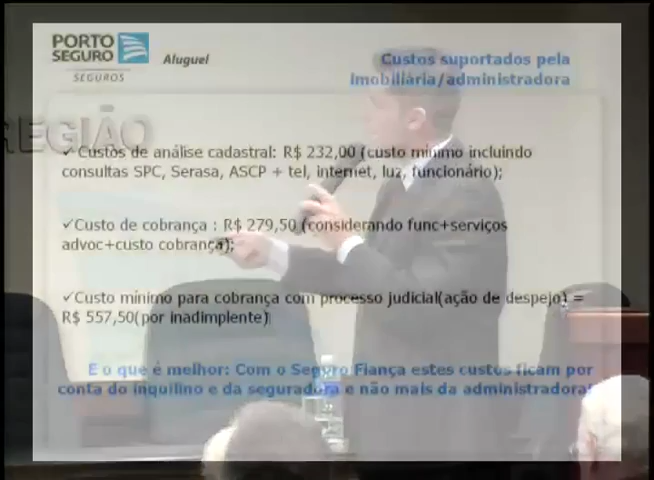 PORTO
SEGURO
SEGUROS
Aluguel
Custos suportados pela
imobiliária/administradora
REGIÃO
✓Custos de análise cadastral: R$ 232,00 (custo mínimo incluindo
consultas SPC, Serasa, ASCP + tel, internet, luz, funcionário);
✓Custo de cobrança : R$ 279,50 (considerando func+serviços
advoc+custo cobrança);
✓Custo mínimo para cobrança com processo judicial(ação de despejo) =
R$ 557,50(por inadimplente)
E o que é melhor: Com o Seguro Fiança estes custos ficam por
conta do inquilino e da seguradora e não mais da administradora!